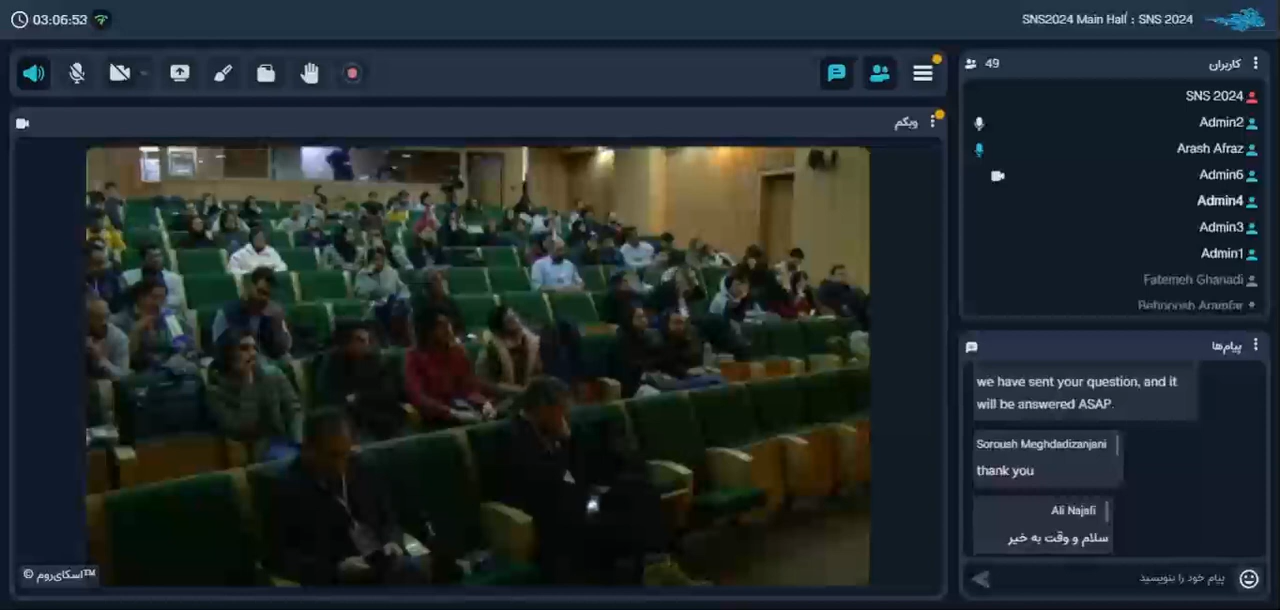 03:06:53
SNS2024 Main Hall : SNS 2024
وبکم
کاربران
49
SNS 2024
Admin2
Arash Afraz
Admin6
Admin4
Admin3
Admin1
Fatemeh Ghanadi
پیام‌ها
we have sent your question, and it
will be answered ASAP.
Soroush Meghdadizanjani
thank you
Ali Najafi
سلام و وقت به خیر
پیام خود را بنویسید
© اسکای‌روم™